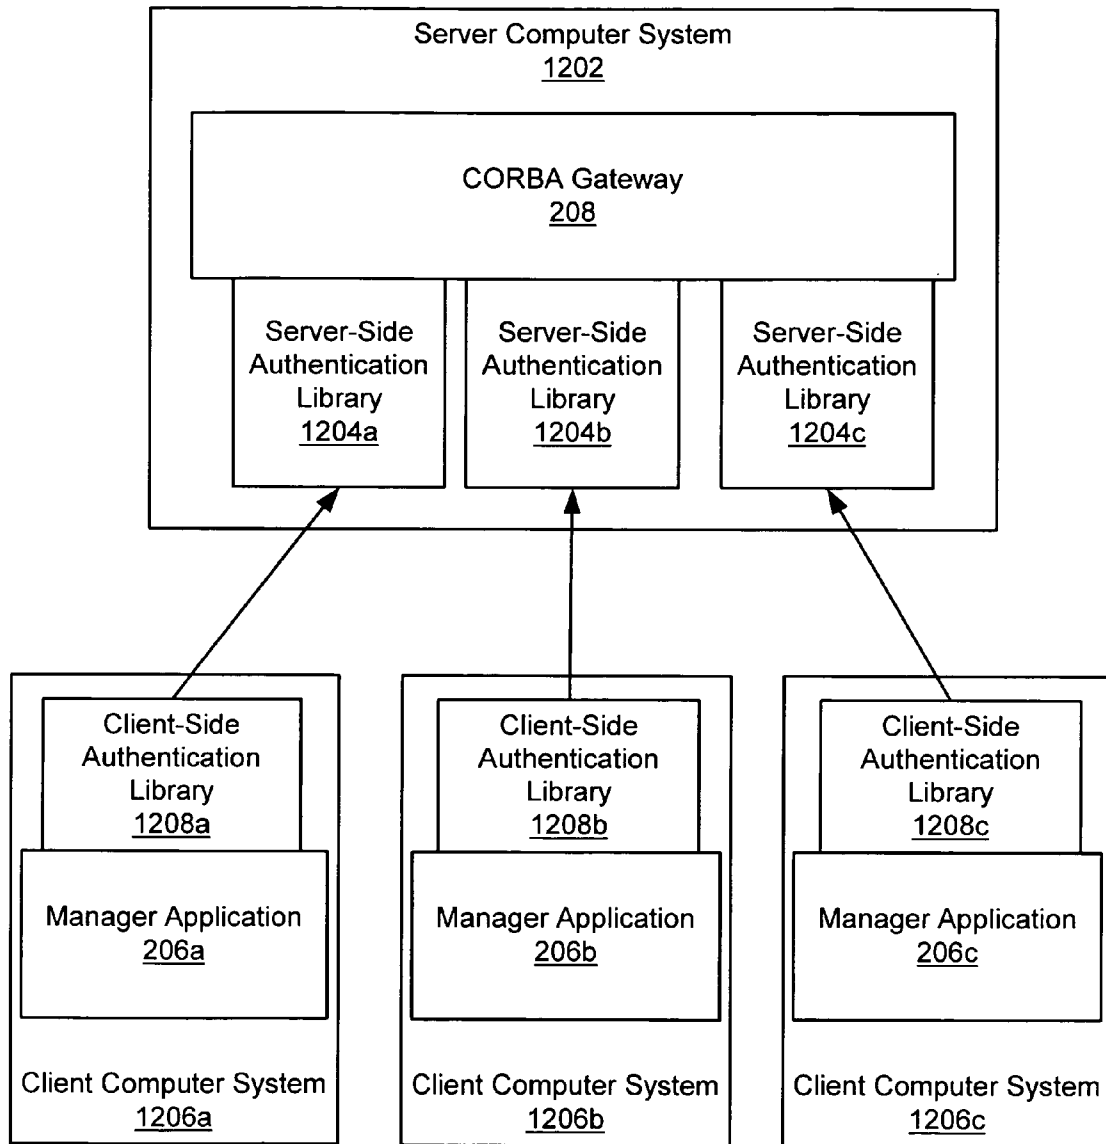 Server Computer System
1202
CORBA Gateway
208
Server-Side
Authentication
Library
1204a
Server-Side
Authentication
Library
1204b
Server-Side
Authentication
Library
1204c
Client-Side
Authentication
Library
1208a
Manager Application
206a
Client Computer System
1206a
Client-Side
Authentication
Library
1208b
Manager Application
206b
Client Computer System
1206b
Client-Side
Authentication
Library
1208c
Manager Application
206c
Client Computer System
1206c